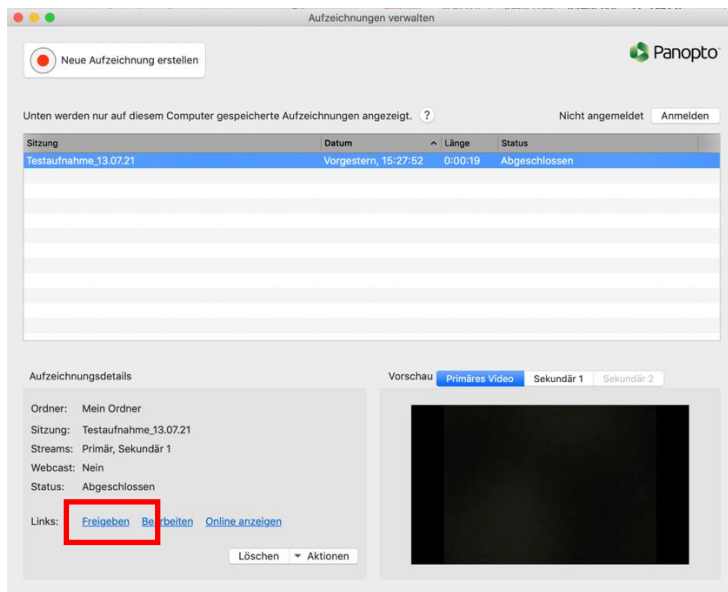 Aufzeichnungen verwalten
Neue Aufzeichnung erstellen
Panopto
Unten werden nur auf diesem Computer gespeicherte Aufzeichnungen angezeigt. ?
Nicht angemeldet Anmelden
Sitzung Datum Länge Status
Testaufnahme_13.07.21 Vorgestern, 15:27:52 0:00:19 Abgeschlossen
Aufzeichnungsdetails
Ordner: Mein Ordner
Sitzung: Testaufnahme_13.07.21
Streams: Primär, Sekundär 1
Webcast: Nein
Status: Abgeschlossen
Links: Freigeben Bearbeiten Online anzeigen
Löschen Aktionen
Vorschau Primäres Video Sekundär 1 Sekundär 2